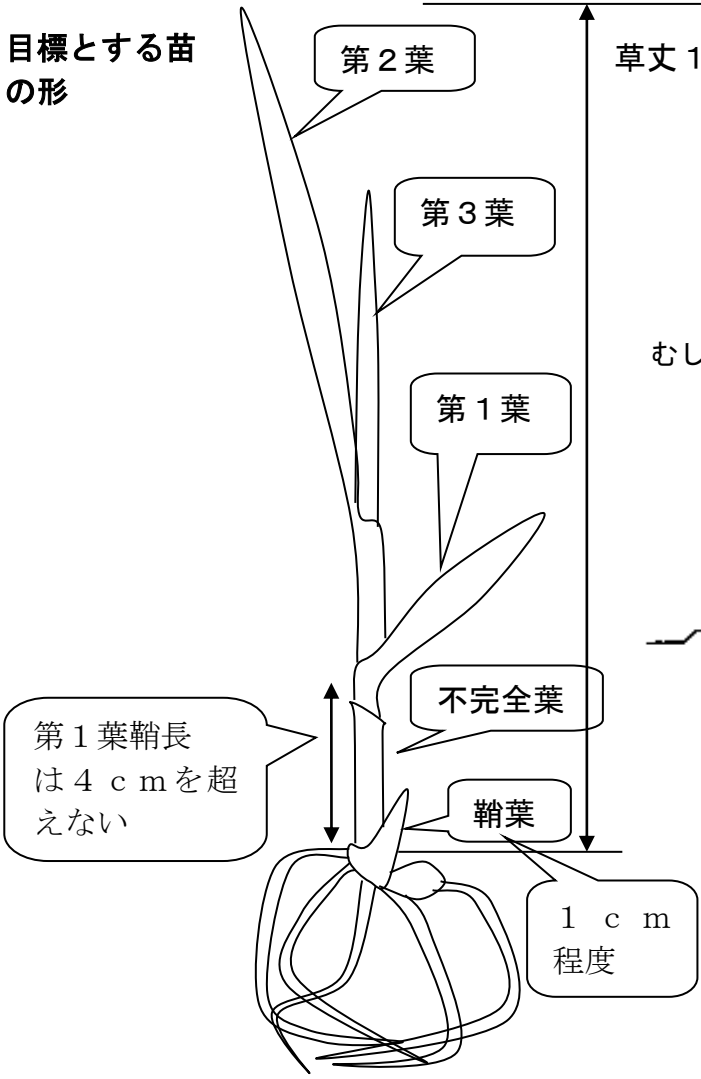 目標とする苗
の形
第２葉
草丈１
第３葉
むし
第１葉
不完全葉
第１葉鞘長
は４ｃｍを超
えない
鞘葉
１ｃｍ
程度